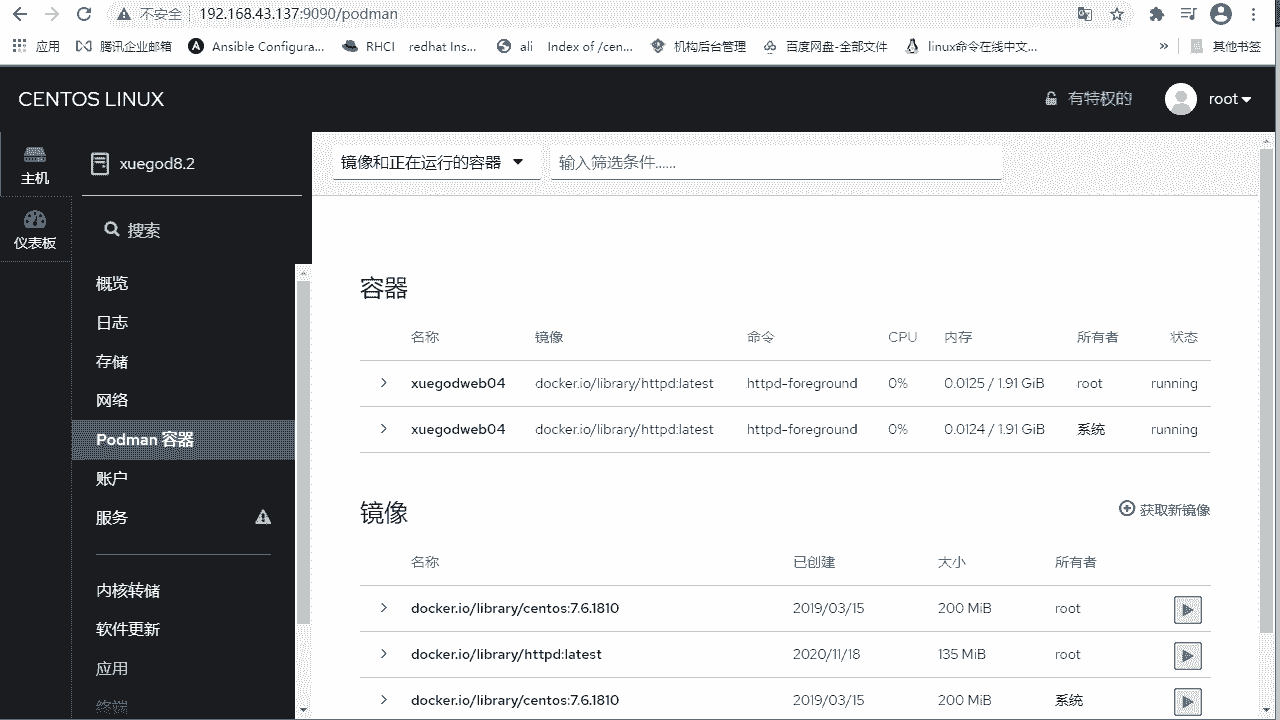 不安全 192.168.43.137:9090/podman
应用 腾讯企业邮箱 Ansible Configura... RHCI redhat Ins... ali Index of /cen... 机构后台管理 百度网盘-全部文件 linux命令在线中文... » 其他书签
CENTOS LINUX 有特权的 root
主机
仪表板
xuegod8.2
搜索
概览
日志
存储
网络
Podman 容器
账户
服务
内核转储
软件更新
应用
终端
镜像和正在运行的容器 输入筛选条件......
容器
名称 镜像 命令 CPU 内存 所有者 状态
xuegodweb04 docker.io/library/httpd:latest httpd-foreground 0% 0.0125 / 1.91 GiB root running
xuegodweb04 docker.io/library/httpd:latest httpd-foreground 0% 0.0124 / 1.91 GiB 系统 running
镜像 获取新镜像
名称 已创建 大小 所有者
docker.io/library/centos:7.6.1810 2019/03/15 200 MiB root
docker.io/library/httpd:latest 2020/11/18 135 MiB root
docker.io/library/centos:7.6.1810 2019/03/15 200 MiB 系统